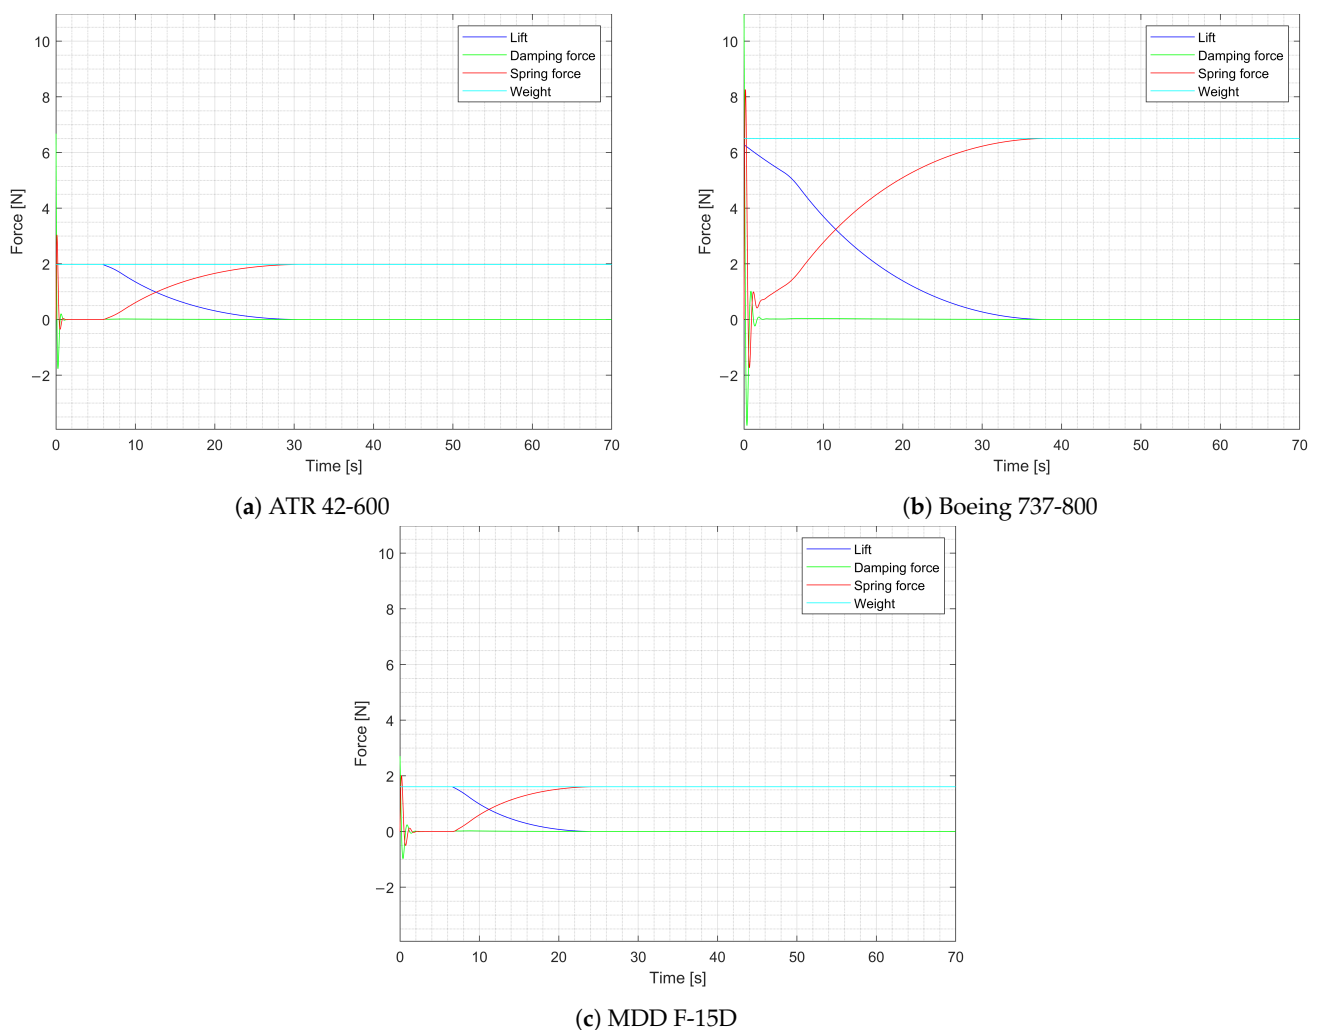 10
8
6
4
2
0
−2
Force [N]
Lift
Damping force
Spring force
Weight
0 10 20 30 40 50 60 70
Time [s]
(a) ATR 42-600
10
8
6
4
2
0
−2
Force [N]
Lift
Damping force
Spring force
Weight
0 10 20 30 40 50 60 70
Time [s]
(b) Boeing 737-800
10
8
6
4
2
0
−2
Force [N]
Lift
Damping force
Spring force
Weight
0 10 20 30 40 50 60 70
Time [s]
(c) MDD F-15D